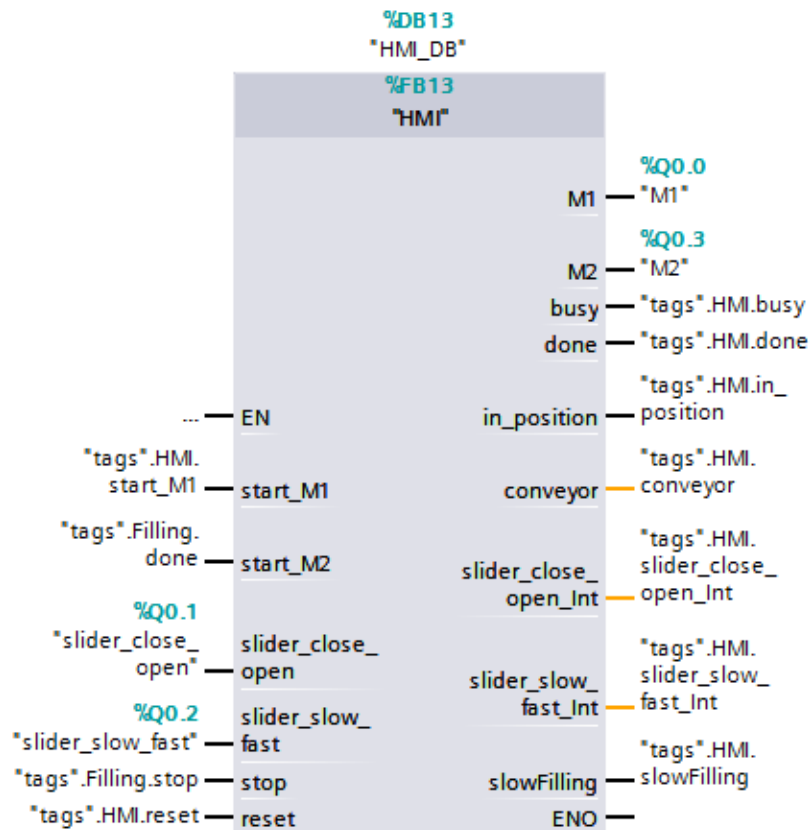 %DB13
"HMI_DB"
%FB13
"HMI"
%Q0.0
M1 "M1"
%Q0.3
M2 "M2"
busy "tags".HMI.busy
done "tags".HMI.done
"tags".HMI.in_
... EN in_position position
"tags".HMI.
start_M1 start_M1
"tags".HMI.
conveyor conveyor
"tags".Filling.
done start_M2
"tags".HMI.
slider_close_ slider_close_
open_Int open_Int
%Q0.1
"slider_close_ slider_close_
open" open
"tags".HMI.
slider_slow_ slider_slow_
fast_Int fast_Int
%Q0.2
slider_slow_
"slider_slow_fast" fast
"tags".Filling.stop stop
"tags".HMI.
slowFilling slowFilling
"tags".HMI.reset reset ENO